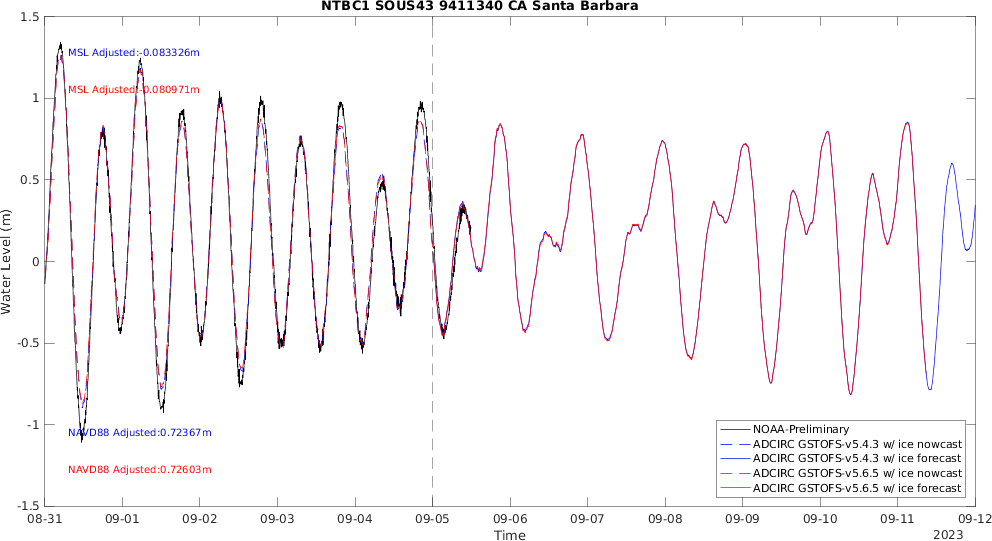 NTBC1 SOUS43 9411340 CA Santa Barbara
1.5
1
0.5
0
-0.5
-1
-1.5
Water Level (m)
MSL Adjusted:-0.083326m
MSL Adjusted:-0.080971m
NAVD88 Adjusted:0.72367m
NAVD88 Adjusted:0.72603m
NOAA-Preliminary
ADCIRC GSTOFS-v5.4.3 w/ ice nowcast
ADCIRC GSTOFS-v5.4.3 w/ ice forecast
ADCIRC GSTOFS-v5.6.5 w/ ice nowcast
ADCIRC GSTOFS-v5.6.5 w/ ice forecast
08-31 09-01 09-02 09-03 09-04 09-05 09-06 09-07 09-08 09-09 09-10 09-11 09-12
Time
2023